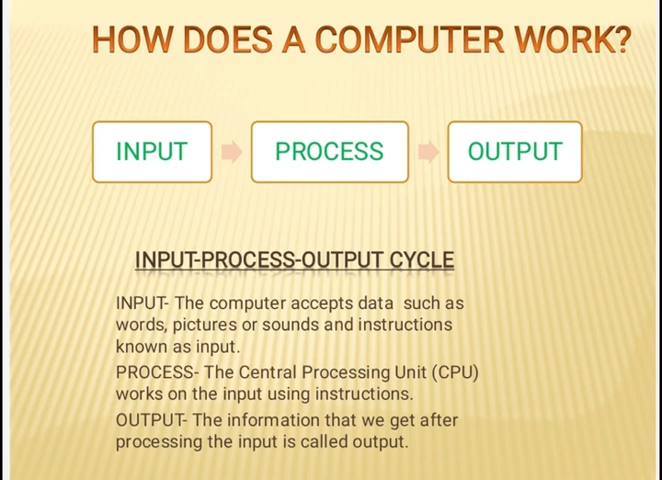 HOW DOES A COMPUTER WORK?
INPUT
PROCESS
OUTPUT
INPUT-PROCESS-OUTPUT CYCLE
INPUT- The computer accepts data such as
words, pictures or sounds and instructions
known as input.
PROCESS- The Central Processing Unit (CPU)
works on the input using instructions.
OUTPUT- The information that we get after
processing the input is called output.